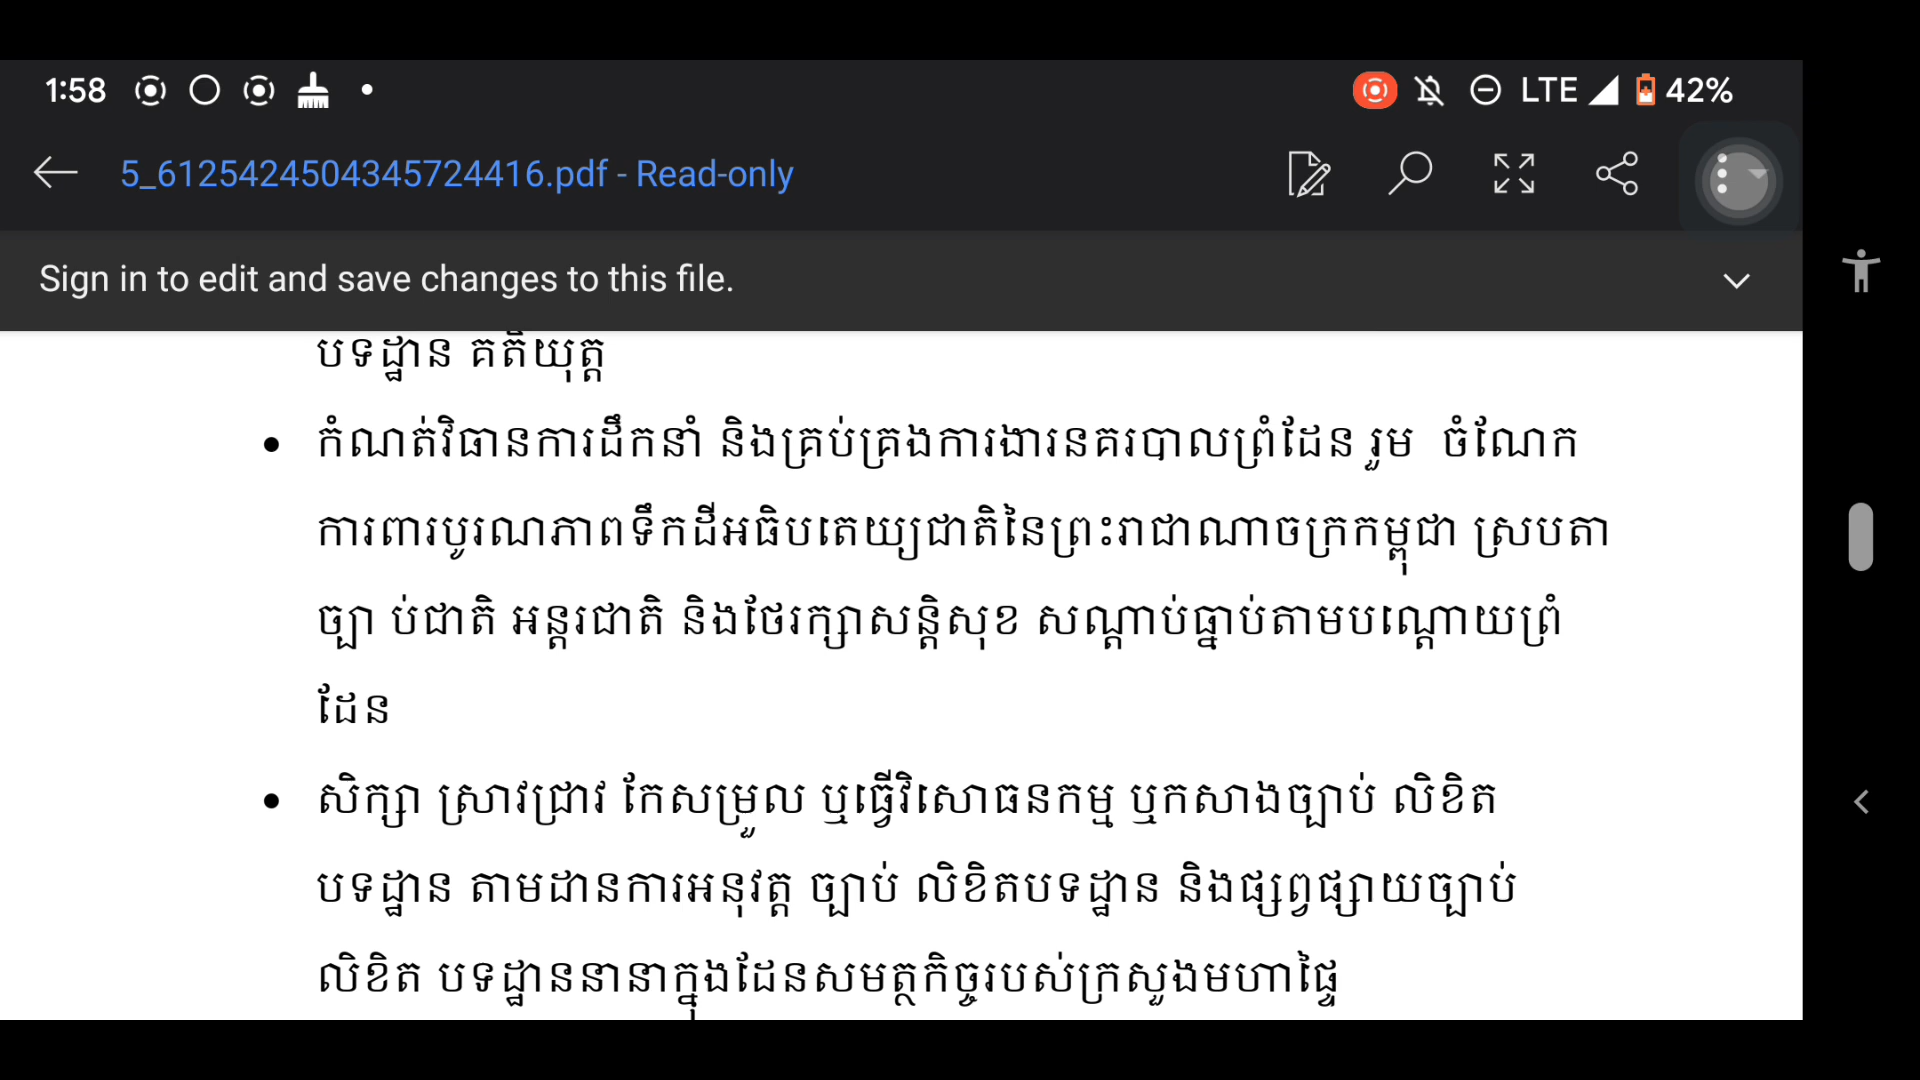 1:58 LTE 42%
5_6125424504345724416.pdf - Read-only
Sign in to edit and save changes to this file.
បទដ្ឋាន គតិយុត្ត
• កំណត់វិធានការដឹកនាំ និងគ្រប់គ្រងការងារនគរបាលព្រំដែន រួម ចំណែក
ការពារបូរណភាពទឹកដីអធិបតេយ្យជាតិនៃព្រះរាជាណាចក្រកម្ពុជា ស្របតា
ច្បា ប់ជាតិ អន្តរជាតិ និងថែរក្សាសន្តិសុខ សណ្តាប់ធ្នាប់តាមបណ្តោយព្រំ
ដែន
• សិក្សា ស្រាវជ្រាវ កែសម្រួល ឬធ្វើវិសោធនកម្ម ឬកសាងច្បាប់ លិខិត
បទដ្ឋាន តាមដានការអនុវត្ត ច្បាប់ លិខិតបទដ្ឋាន និងផ្សព្វផ្សាយច្បាប់
លិខិត បទដ្ឋាននានាក្នុងដែនសមត្ថកិច្ចរបស់ក្រសួងមហាផ្ទៃ